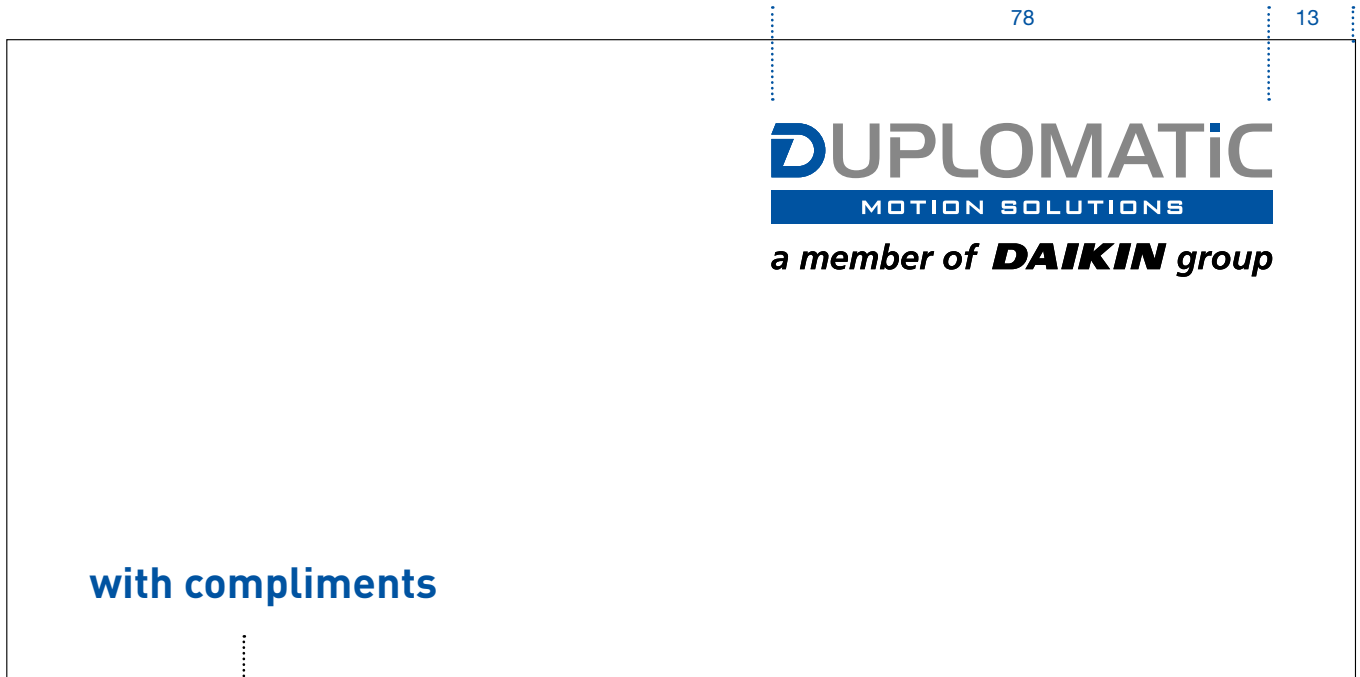 78 13
DUPLOMATiC
MOTION SOLUTIONS
a member of DAIKIN group
with compliments